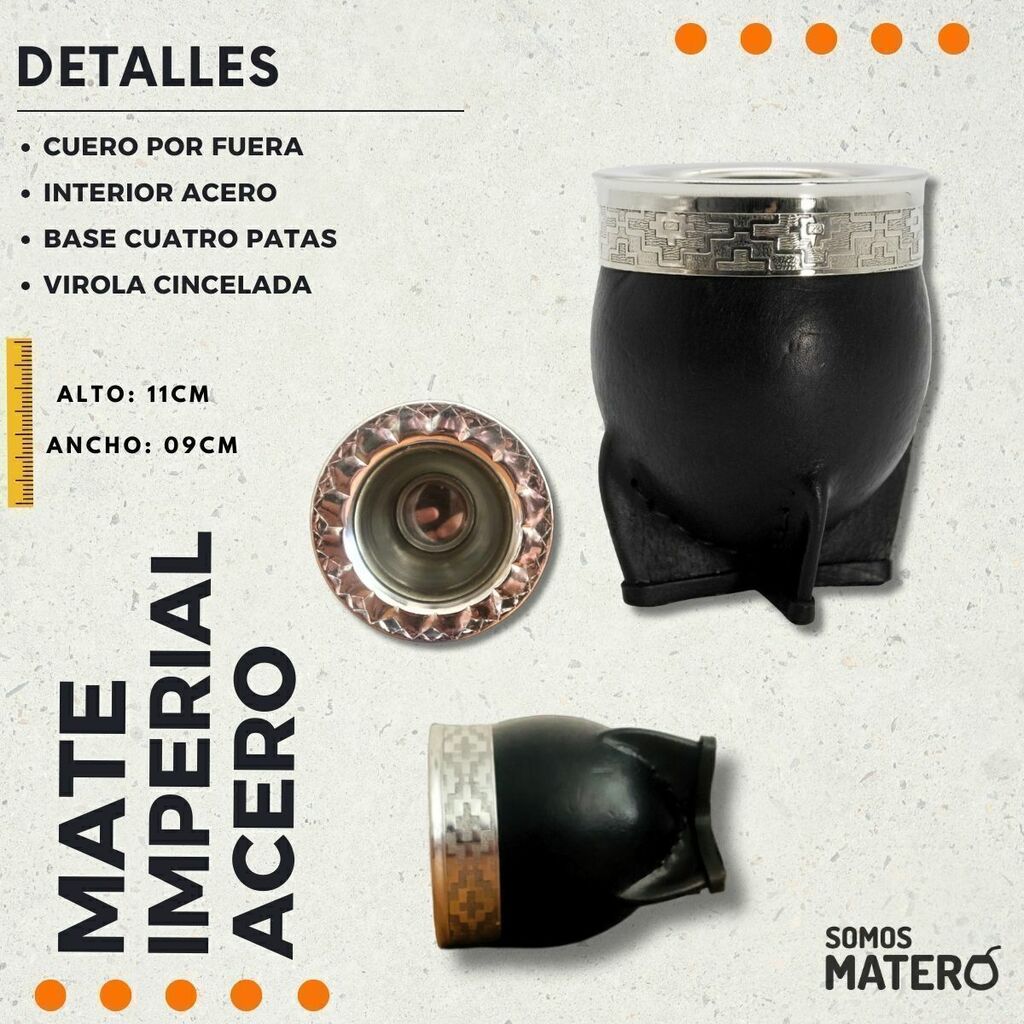 DETALLES
• CUERO POR FUERA
• INTERIOR ACERO
• BASE CUATRO PATAS
• VIROLA CINCELADA
ALTO: 11CM
ANCHO: 09CM
MATE
IMPERIAL
ACERO
SOMOS
MATERO